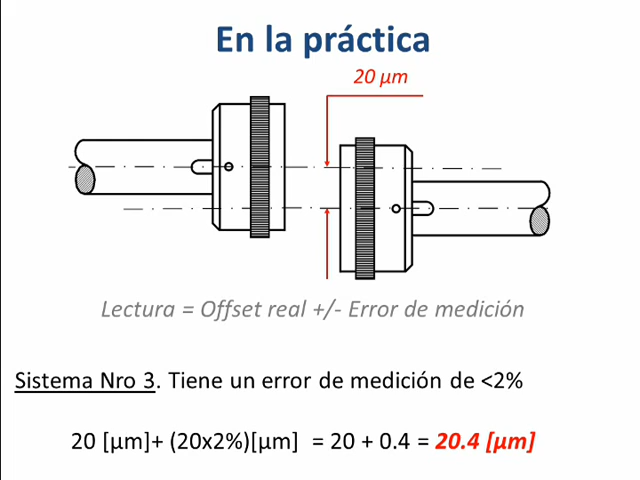 En la práctica
20 µm
Lectura = Offset real +/- Error de medición
Sistema Nro 3. Tiene un error de medición de <2%
20 [µm]+ (20x2%)[µm] = 20 + 0.4 = 20.4 [µm]